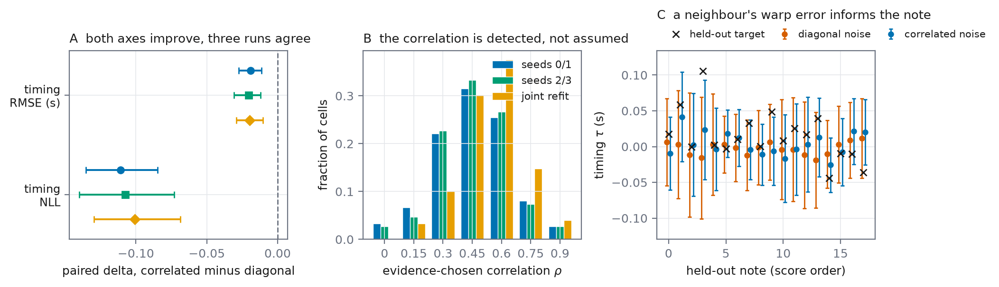 A  both axes improve, three runs agree
timing
RMSE (s)
timing
NLL
−0.10
−0.05
0.00
paired delta, correlated minus diagonal
B  the correlation is detected, not assumed
seeds 0/1
seeds 2/3
joint refit
fraction of cells
0.3
0.2
0.1
0.0
0
0.15
0.3
0.45
0.6
0.75
0.9
evidence-chosen correlation ρ
C  a neighbour's warp error informs the note
held-out target
diagonal noise
correlated noise
timing τ (s)
0.10
0.05
0.00
−0.05
−0.10
0
5
10
15
held-out note (score order)